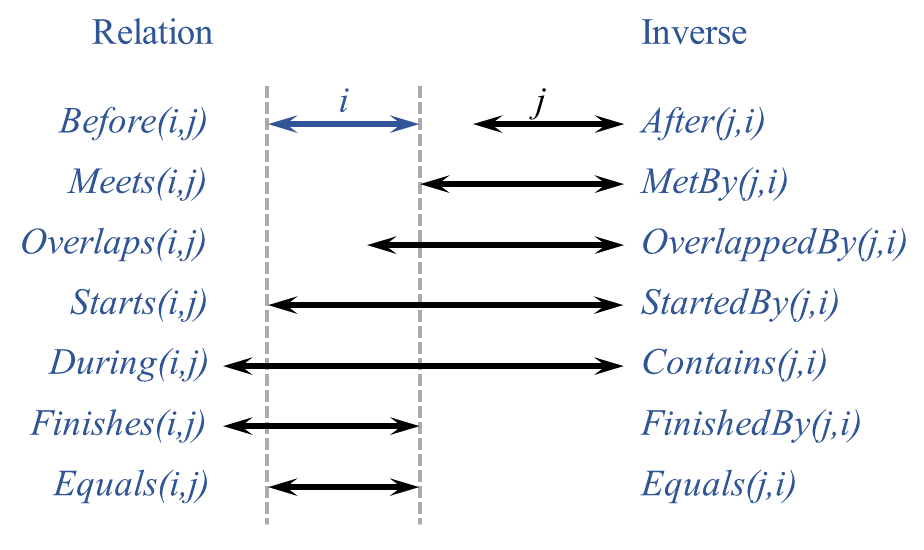 Relation Inverse
Before(i,j) i j After(j,i)
Meets(i,j) MetBy(j,i)
Overlaps(i,j) OverlappedBy(j,i)
Starts(i,j) StartedBy(j,i)
During(i,j) Contains(j,i)
Finishes(i,j) FinishedBy(j,i)
Equals(i,j) Equals(j,i)